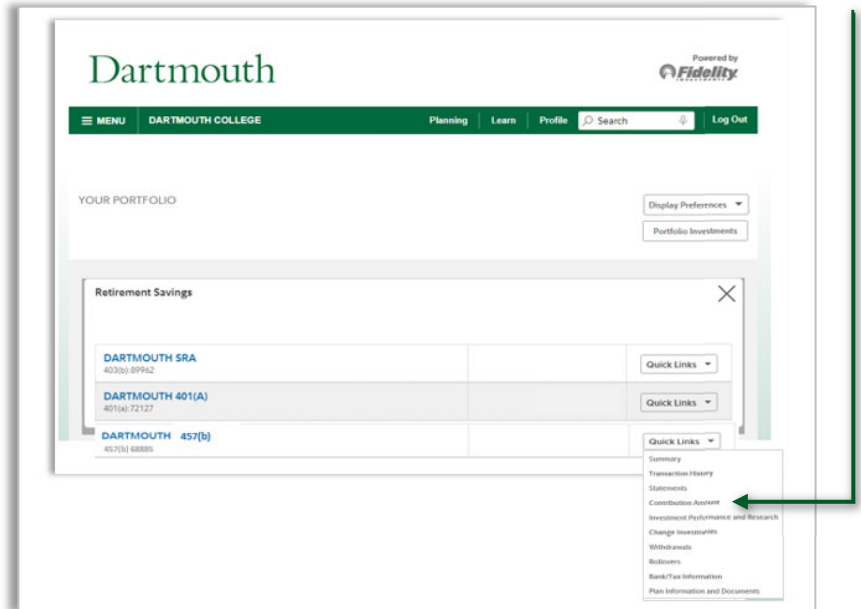 Dartmouth
Powered by
Fidelity
INVESTMENTS
MENU DARTMOUTH COLLEGE Planning Learn Profile Search Log Out
YOUR PORTFOLIO
Display Preferences
Portfolio Investments
Retirement Savings
DARTMOUTH SRA
403(b):89962
Quick Links
DARTMOUTH 401(A)
401(a):72127
Quick Links
DARTMOUTH 457(b)
457(b) 68885
Quick Links
Summary
Transaction History
Statements
Contribution Amount
Investment Performance and Research
Change Investments
Withdrawals
Rollovers
Bank/Tax Information
Plan Information and Documents